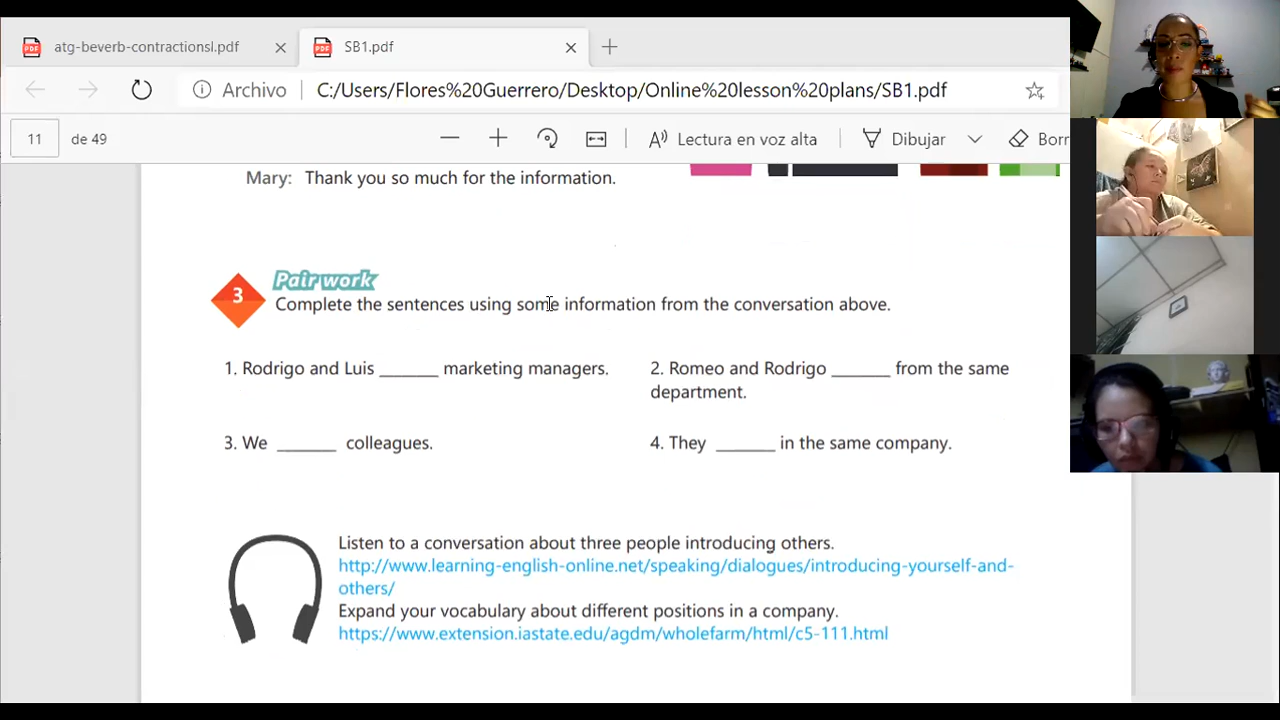 atg-beverb-contractionsl.pdf
SB1.pdf
Archivo
C:/Users/Flores%20Guerrero/Desktop/Online%20lesson%20plans/SB1.pdf
11 de 49
Lectura en voz alta
Dibujar
Borr
Mary: Thank you so much for the information.
Pair work
3 Complete the sentences using some information from the conversation above.
1. Rodrigo and Luis _______ marketing managers.
2. Romeo and Rodrigo _______ from the same
department.
3. We _______ colleagues.
4. They _______ in the same company.
Listen to a conversation about three people introducing others.
http://www.learning-english-online.net/speaking/dialogues/introducing-yourself-and-
others/
Expand your vocabulary about different positions in a company.
https://www.extension.iastate.edu/agdm/wholefarm/html/c5-111.html